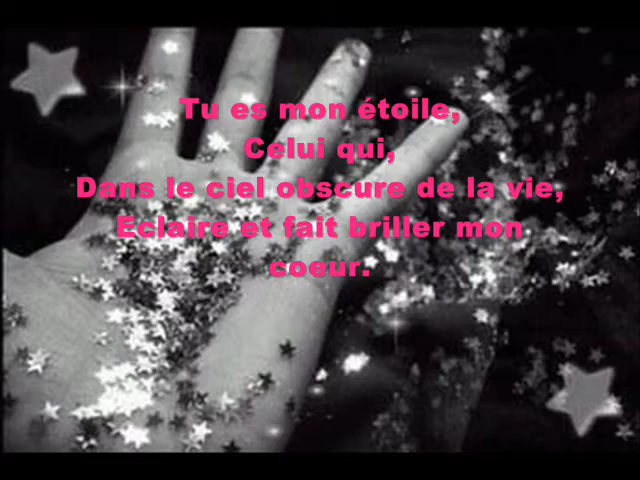 Tu es mon étoile,
Celui qui,
Dans le ciel obscure de la vie,
Eclaire et fait briller mon
coeur.